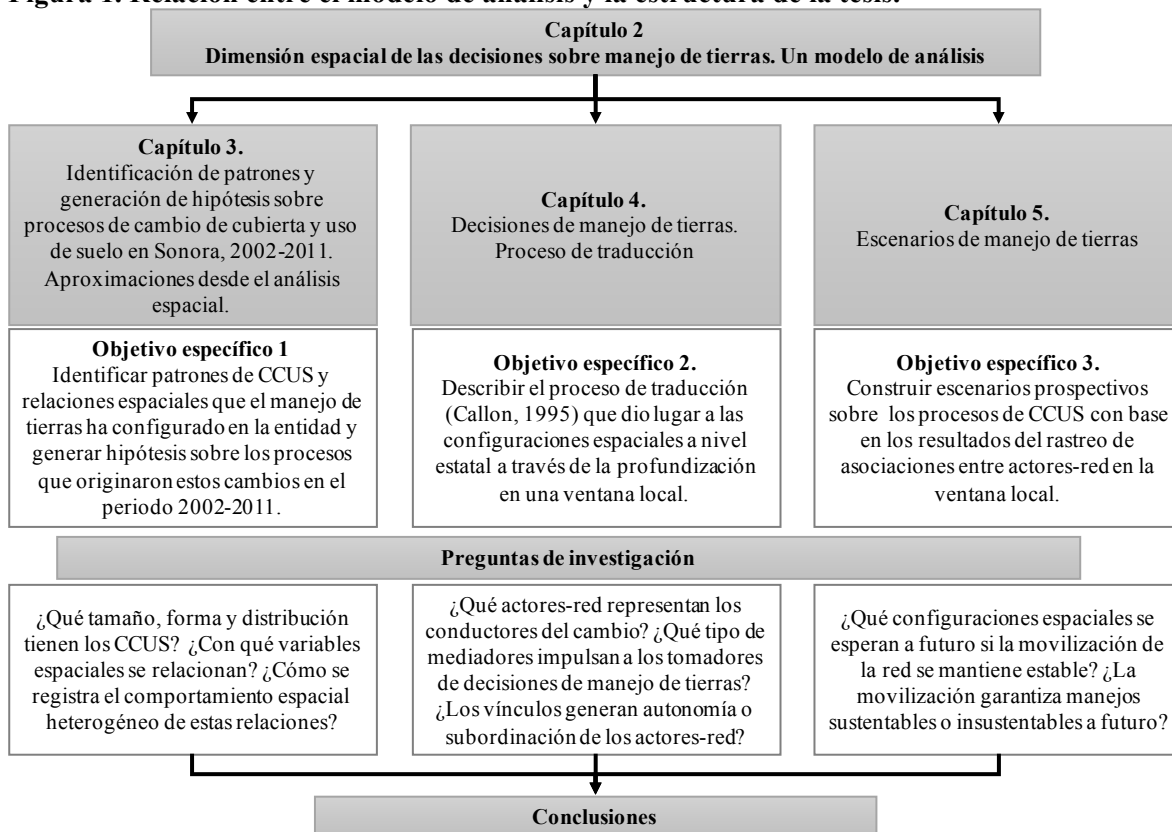 Figura 1. Relación entre el modelo de análisis y la estructura de la tesis.
Capítulo 2
Dimensión espacial de las decisiones sobre manejo de tierras. Un modelo de análisis
Capítulo 3.
Identificación de patrones y
generación de hipótesis sobre
procesos de cambio de cubierta y uso
de suelo en Sonora, 2002-2011.
Aproximaciones desde el análisis
espacial.
Capítulo 4.
Decisiones de manejo de tierras.
Proceso de traducción
Capítulo 5.
Escenarios de manejo de tierras
Objetivo específico 1
Identificar patrones de CCUS y
relaciones espaciales que el manejo de
tierras ha configurado en la entidad y
generar hipótesis sobre los procesos
que originaron estos cambios en el
periodo 2002-2011.
Objetivo específico 2.
Describir el proceso de traducción
(Callon, 1995) que dio lugar a las
configuraciones espaciales a nivel
estatal a través de la profundización
en una ventana local.
Objetivo específico 3.
Construir escenarios prospectivos
sobre los procesos de CCUS con base
en los resultados del rastreo de
asociaciones entre actores-red en la
ventana local.
Preguntas de investigación
¿Qué tamaño, forma y distribución
tienen los CCUS? ¿Con qué variables
espaciales se relacionan? ¿Cómo se
registra el comportamiento espacial
heterogéneo de estas relaciones?
¿Qué actores-red representan los
conductores del cambio? ¿Qué tipo de
mediadores impulsan a los tomadores
de decisiones de manejo de tierras?
¿Los vínculos generan autonomía o
subordinación de los actores-red?
¿Qué configuraciones espaciales se
esperan a futuro si la movilización de
la red se mantiene estable? ¿La
movilización garantiza manejos
sustentables o insustentables a futuro?
Conclusiones